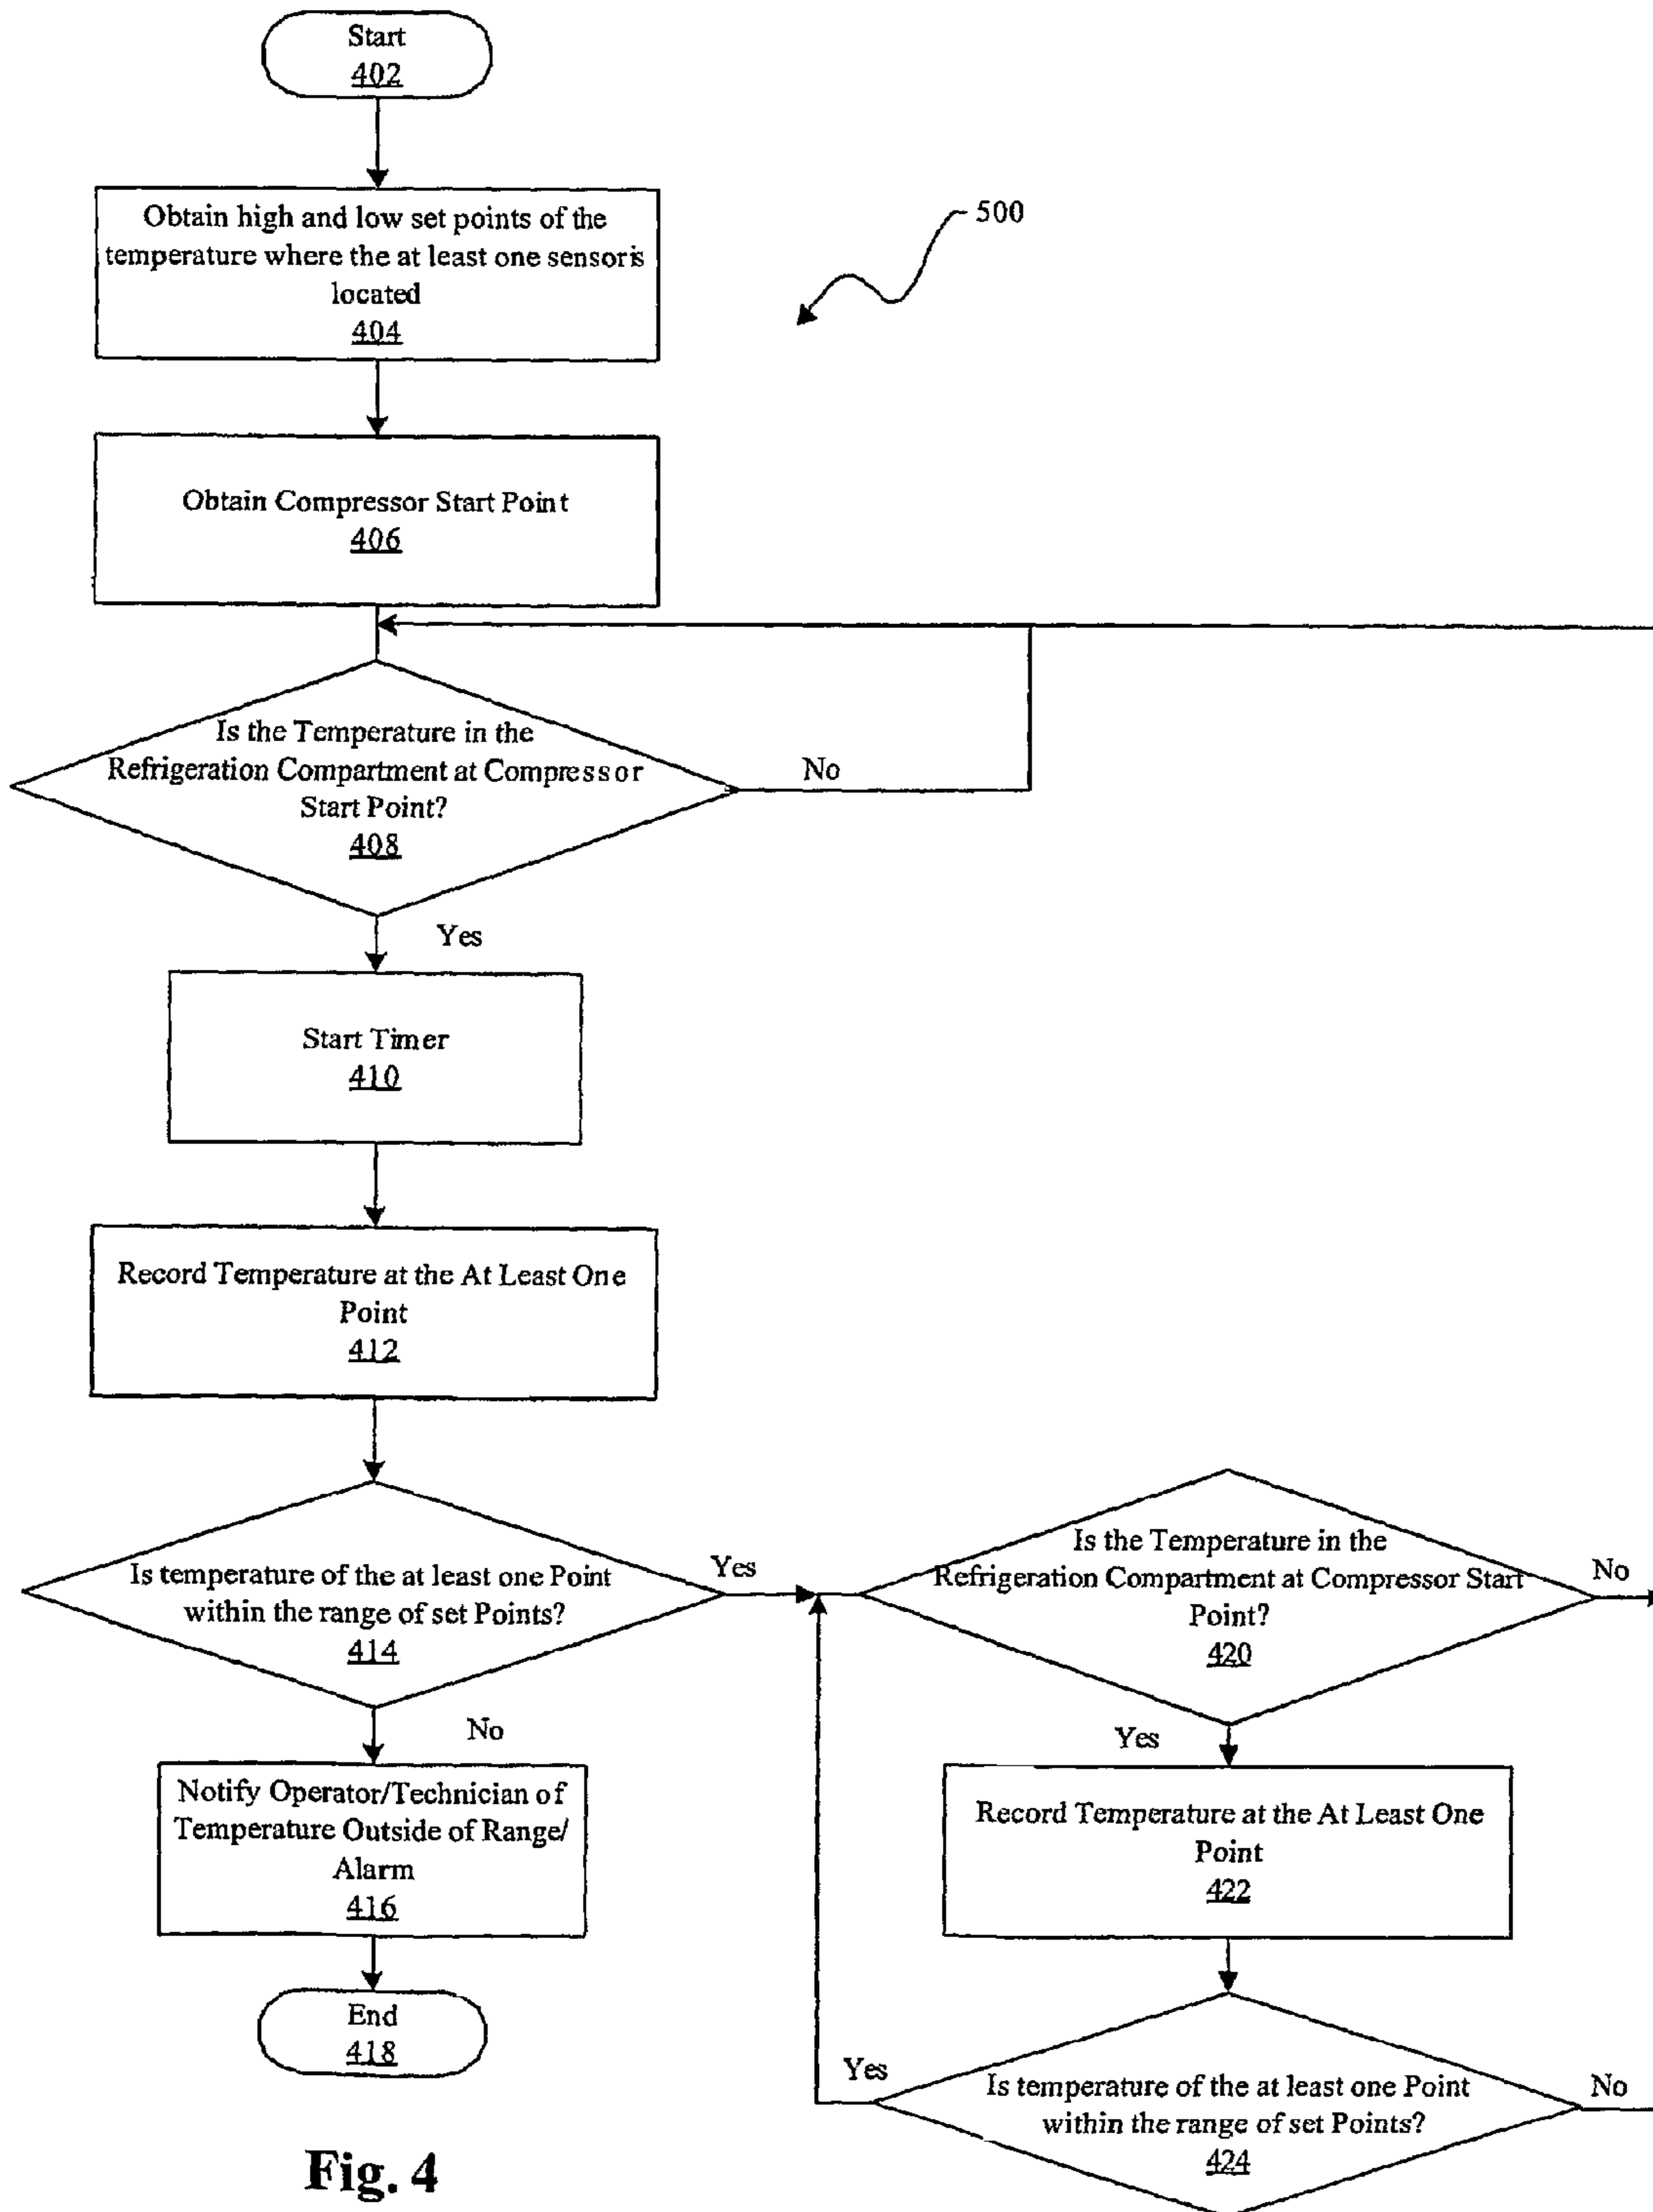 Start
402
Obtain high and low set points of the
temperature where the at least one sensor is
located
404
500
Obtain Compressor Start Point
406
Is the Temperature in the
Refrigeration Compartment at Compressor
Start Point?
408
No
Yes
Start Timer
410
Record Temperature at the At Least One
Point
412
Is temperature of the at least one Point
within the range of set Points?
414
Yes
No
Notify Operator/Technician of
Temperature Outside of Range/
Alarm
416
End
418
Is the Temperature in the
Refrigeration Compartment at Compressor Start
Point?
420
No
Yes
Record Temperature at the At Least One
Point
422
Is temperature of the at least one Point
within the range of set Points?
424
Yes
No
Fig. 4